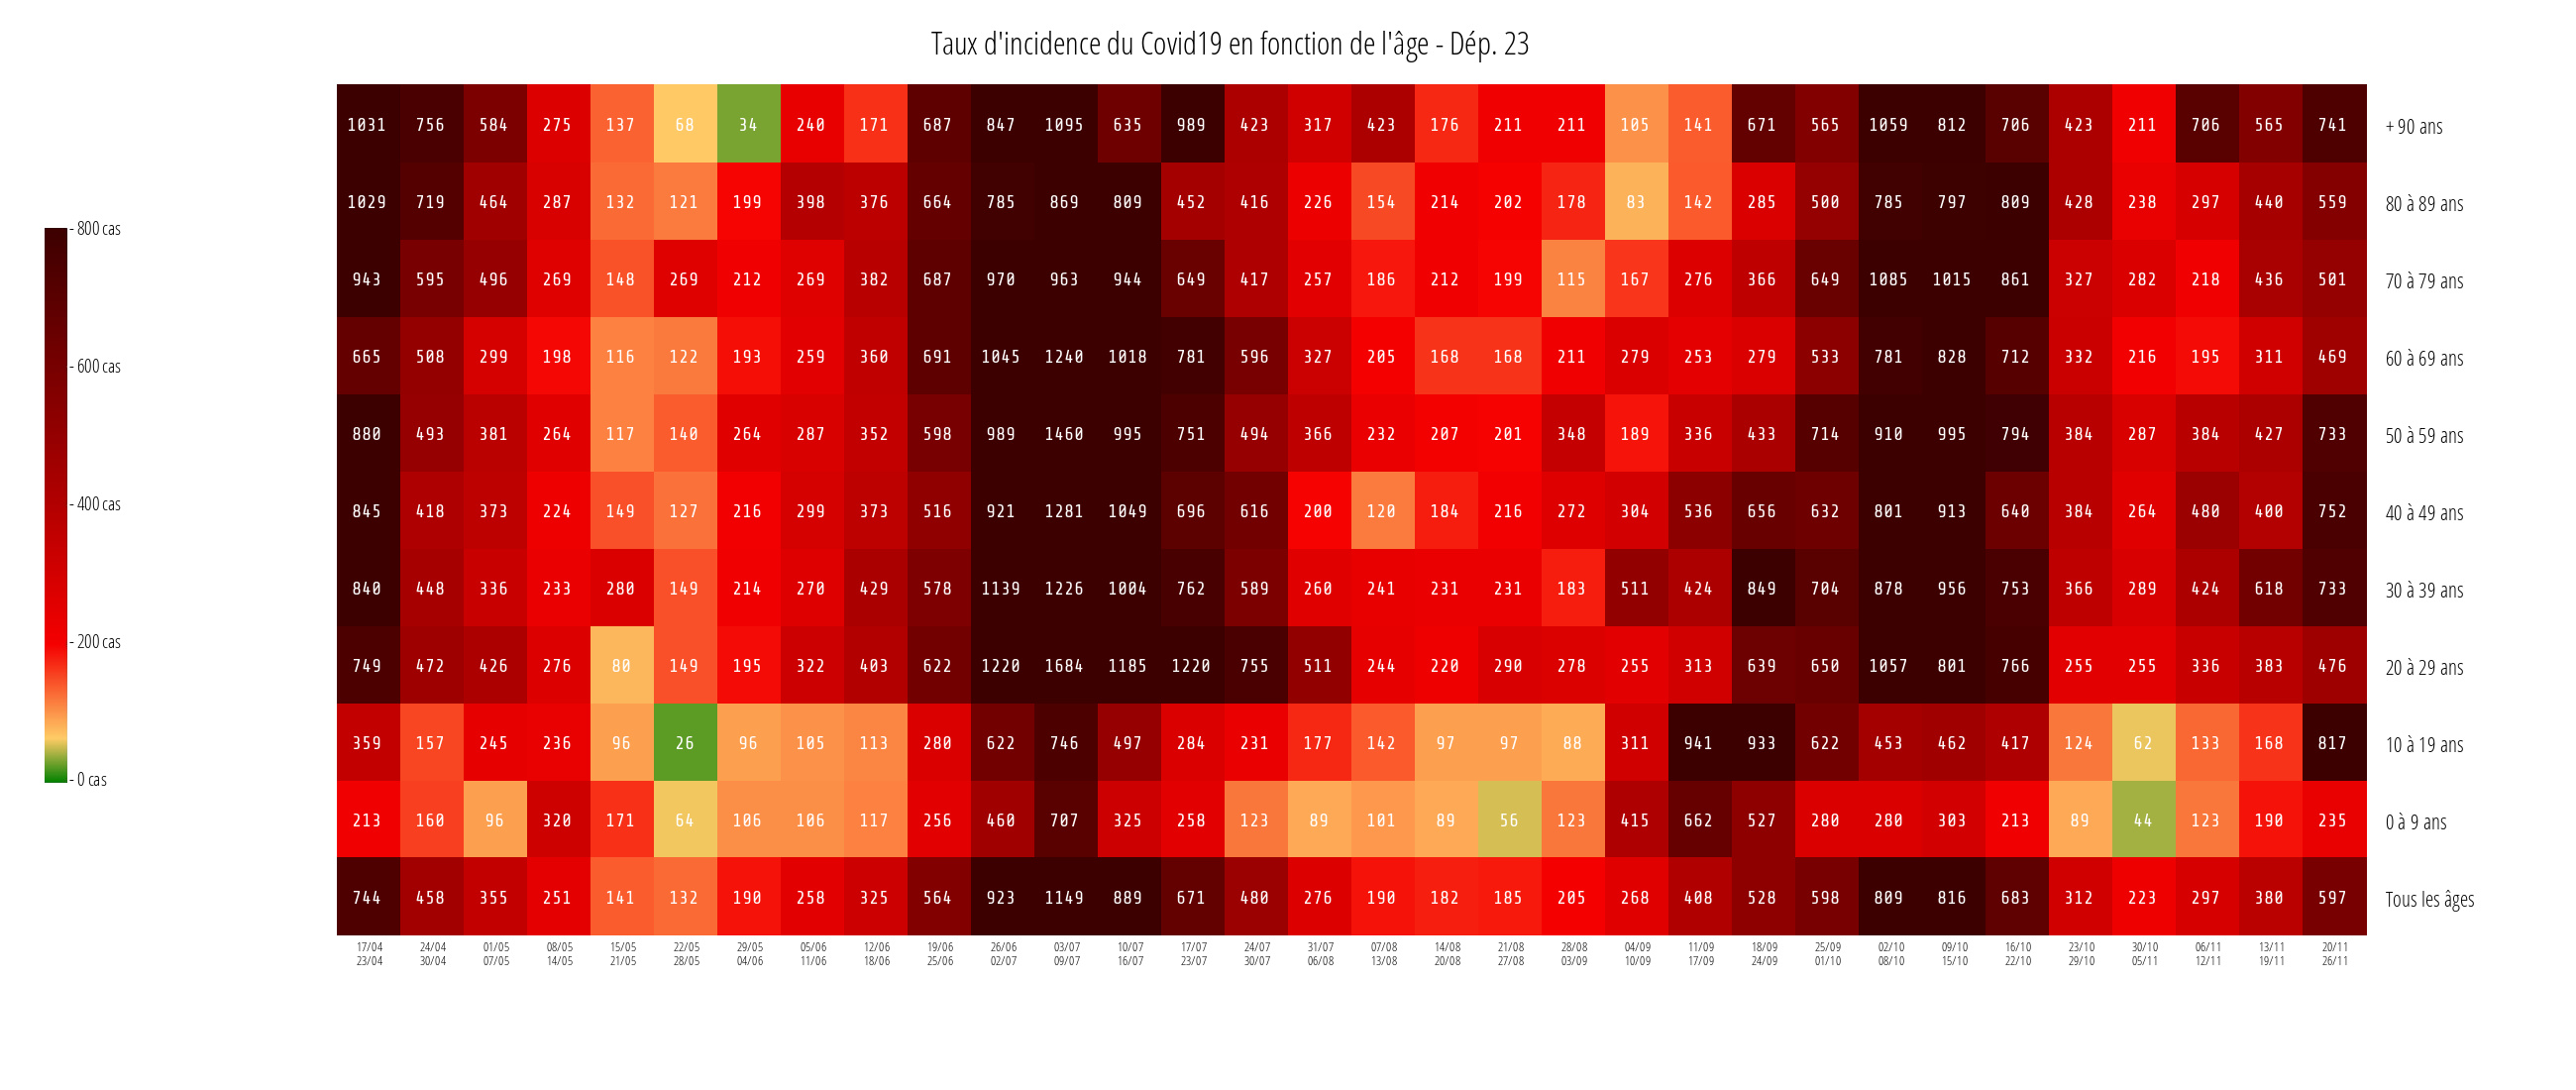 Taux d'incidence du Covid19 en fonction de l'âge - Dép. 23
- 800 cas
- 600 cas
- 400 cas
- 200 cas
- 0 cas
1031 756 584 275 137 68 34 240 171 687 847 1095 635 989 423 317 423 176 211 211 105 141 671 565 1059 812 706 423 211 706 565 741 + 90 ans
1029 719 464 287 132 121 199 398 376 664 785 869 809 452 416 226 154 214 202 178 83 142 285 500 785 797 809 428 238 297 440 559 80 à 89 ans
943 595 496 269 148 269 212 269 382 687 970 963 944 649 417 257 186 212 199 115 167 276 366 649 1085 1015 861 327 282 218 436 501 70 à 79 ans
665 508 299 198 116 122 193 259 360 691 1045 1240 1018 781 596 327 205 168 168 211 279 253 279 533 781 828 712 332 216 195 311 469 60 à 69 ans
880 493 381 264 117 140 264 287 352 598 989 1460 995 751 494 366 232 207 201 348 189 336 433 714 910 995 794 384 287 384 427 733 50 à 59 ans
845 418 373 224 149 127 216 299 373 516 921 1281 1049 696 616 200 120 184 216 272 304 536 656 632 801 913 640 384 264 480 400 752 40 à 49 ans
840 448 336 233 280 149 214 270 429 578 1139 1226 1004 762 589 260 241 231 231 183 511 424 849 704 878 956 753 366 289 424 618 733 30 à 39 ans
749 472 426 276 80 149 195 322 403 622 1220 1684 1185 1220 755 511 244 220 290 278 255 313 639 650 1057 801 766 255 255 336 383 476 20 à 29 ans
359 157 245 236 96 26 96 105 113 280 622 746 497 284 231 177 142 97 97 88 311 941 933 622 453 462 417 124 62 133 168 817 10 à 19 ans
213 160 96 320 171 64 106 106 117 256 460 707 325 258 123 89 101 89 56 123 415 662 527 280 280 303 213 89 44 123 190 235 0 à 9 ans
744 458 355 251 141 132 190 258 325 564 923 1149 889 671 480 276 190 182 185 205 268 408 528 598 809 816 683 312 223 297 380 597 Tous les âges
17/04 24/04 01/05 08/05 15/05 22/05 29/05 05/06 12/06 19/06 26/06 03/07 10/07 17/07 24/07 31/07 07/08 14/08 21/08 28/08 04/09 11/09 18/09 25/09 02/10 09/10 16/10 23/10 30/10 06/11 13/11 20/11
23/04 30/04 07/05 14/05 21/05 28/05 04/06 11/06 18/06 25/06 02/07 09/07 16/07 23/07 30/07 06/08 13/08 20/08 27/08 03/09 10/09 17/09 24/09 01/10 08/10 15/10 22/10 29/10 05/11 12/11 19/11 26/11